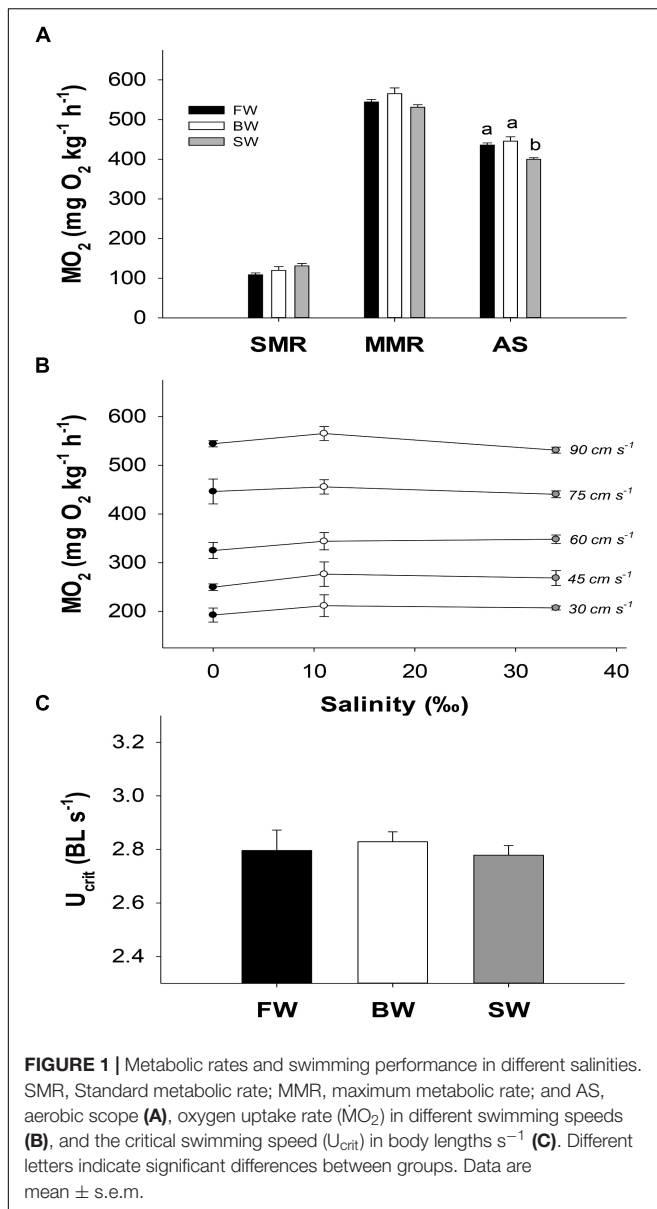 A
MO2 (mg O2 kg-1 h-1)
600
500
400
300
200
100
0
FW
BW
SW
a a b
SMR MMR AS
B
MO2 (mg O2 kg-1 h-1)
600
500
400
300
200
90 cm s-1
75 cm s-1
60 cm s-1
45 cm s-1
30 cm s-1
0 10 20 30 40
Salinity (‰)
C
Ucrit (BL s-1)
3.2
3.0
2.8
2.6
2.4
FW BW SW
FIGURE 1 | Metabolic rates and swimming performance in different salinities.
SMR, Standard metabolic rate; MMR, maximum metabolic rate; and AS,
aerobic scope (A), oxygen uptake rate (ṀO2) in different swimming speeds
(B), and the critical swimming speed (Ucrit) in body lengths s−1 (C). Different
letters indicate significant differences between groups. Data are
mean ± s.e.m.